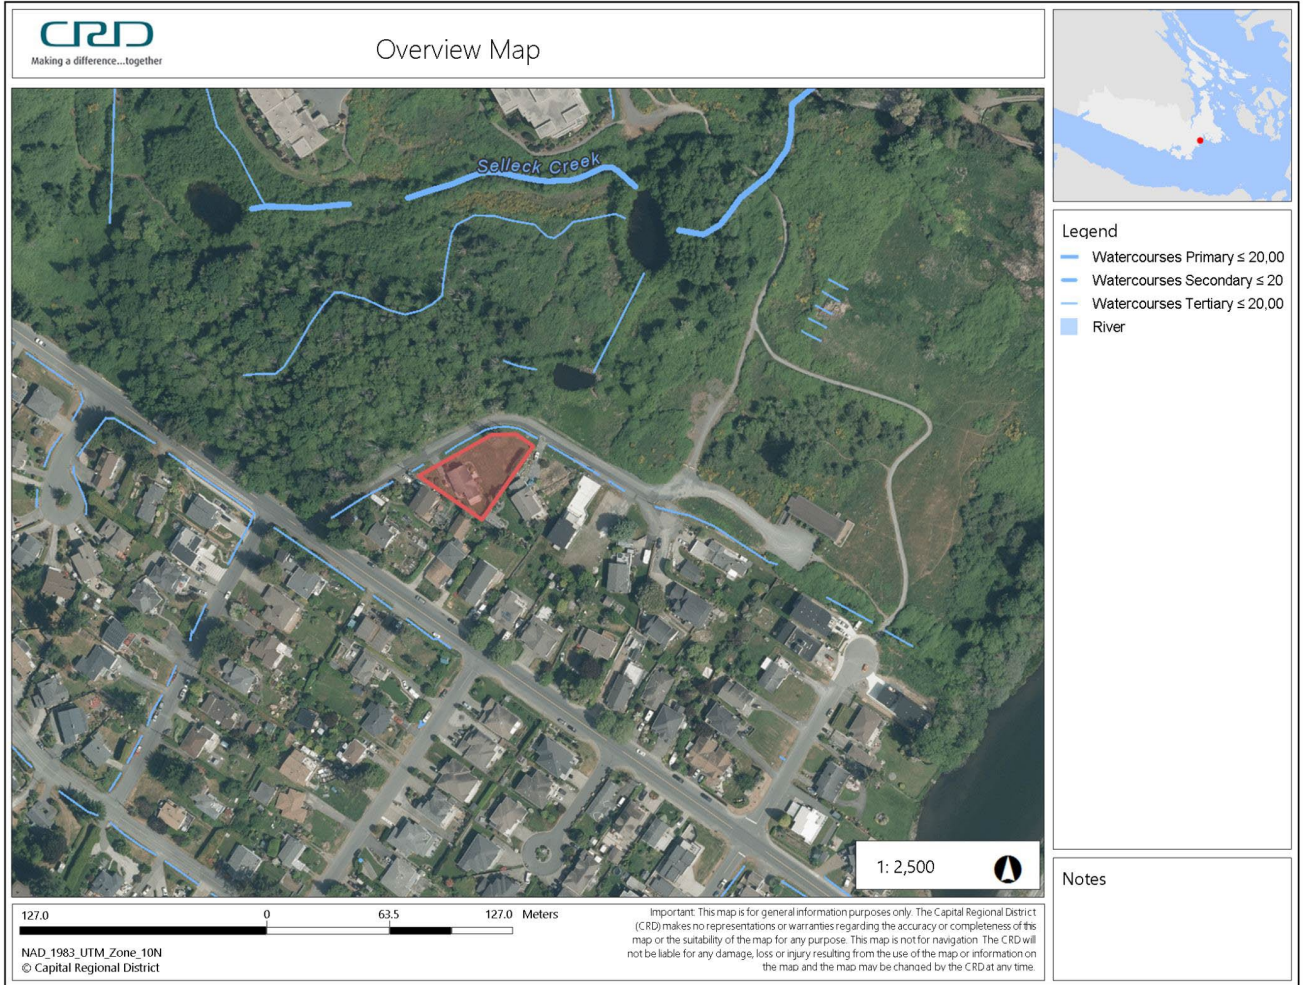 CRD
Making a difference...together
Overview Map
Selleck Creek
Legend
Watercourses Primary ≤ 20,00
Watercourses Secondary ≤ 20
Watercourses Tertiary ≤ 20,00
River
1: 2,500
Notes
127.0 0 63.5 127.0 Meters
NAD_1983_UTM_Zone_10N
© Capital Regional District
Important: This map is for general information purposes only. The Capital Regional District
(CRD) makes no representations or warranties regarding the accuracy or completeness of this
map or the suitability of the map for any purpose. This map is not for navigation The CRD will
not be liable for any damage, loss or injury resulting from the use of the map or information on
the map and the map may be changed by the CRD at any time.